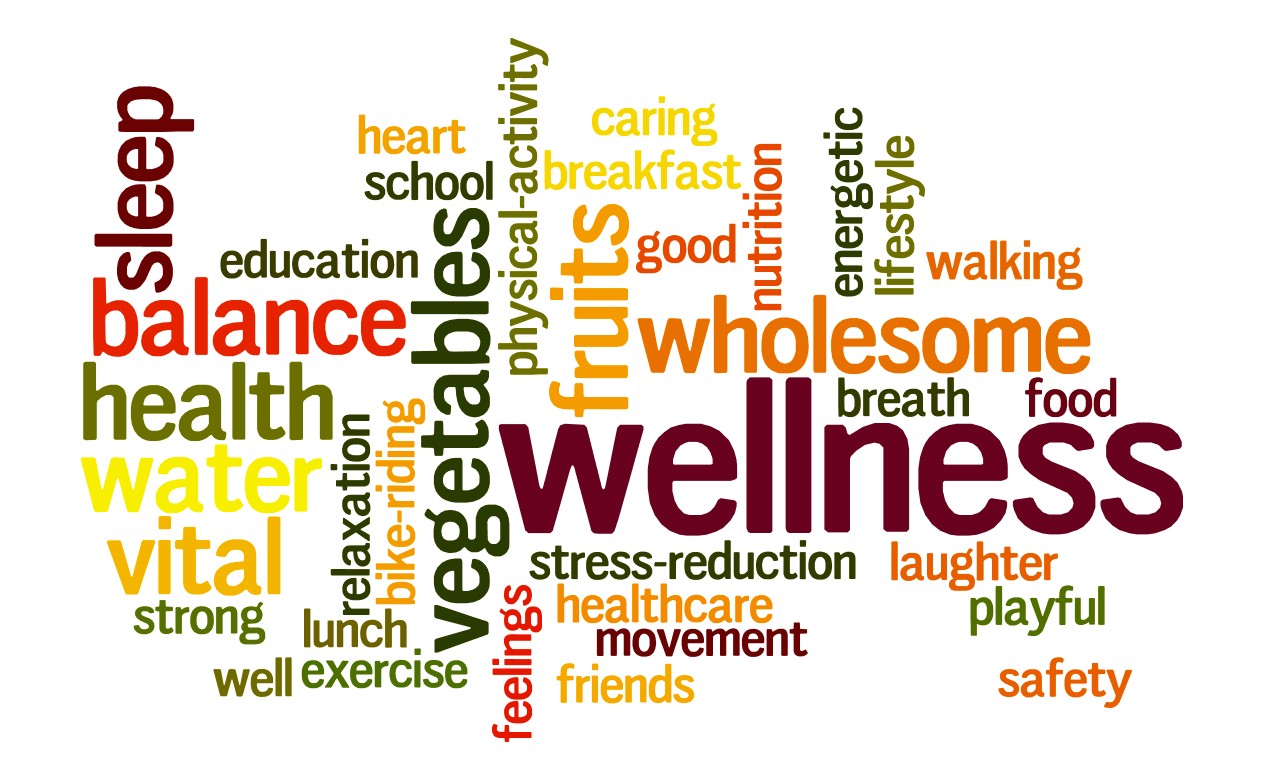 sleep
heart
school
education
physical-activity
caring
breakfast
nutrition
energetic
lifestyle
walking
good
fruits
vegetables
balance
wholesome
health
breath
food
wellness
water
relaxation
bike-riding
vital
strong
lunch
well
exercise
stress-reduction
laughter
healthcare
playful
movement
feelings
friends
safety